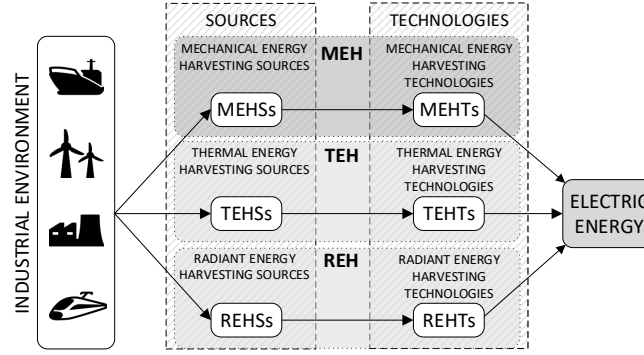 INDUSTRIAL ENVIRONMENT
SOURCES
TECHNOLOGIES
MECHANICAL ENERGY
HARVESTING SOURCES
MEH
MECHANICAL ENERGY
HARVESTING
TECHNOLOGIES
MEHSs
MEHTs
THERMAL ENERGY
HARVESTING SOURCES
TEH
THERMAL ENERGY
HARVESTING
TECHNOLOGIES
TEHSs
TEHTs
RADIANT ENERGY
HARVESTING SOURCES
REH
RADIANT ENERGY
HARVESTING
TECHNOLOGIES
REHSs
REHTs
ELECTRIC
ENERGY